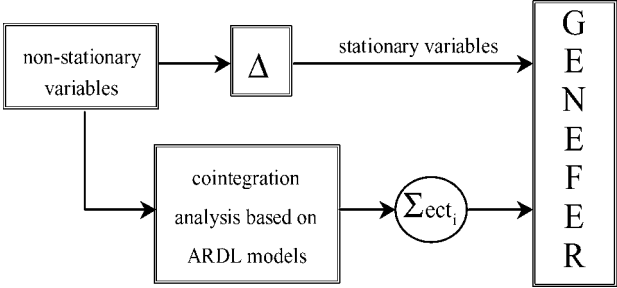 non-stationary
variables
Δ
stationary variables
cointegration
analysis based on
ARDL models
Σect_i
G
E
N
E
F
E
R